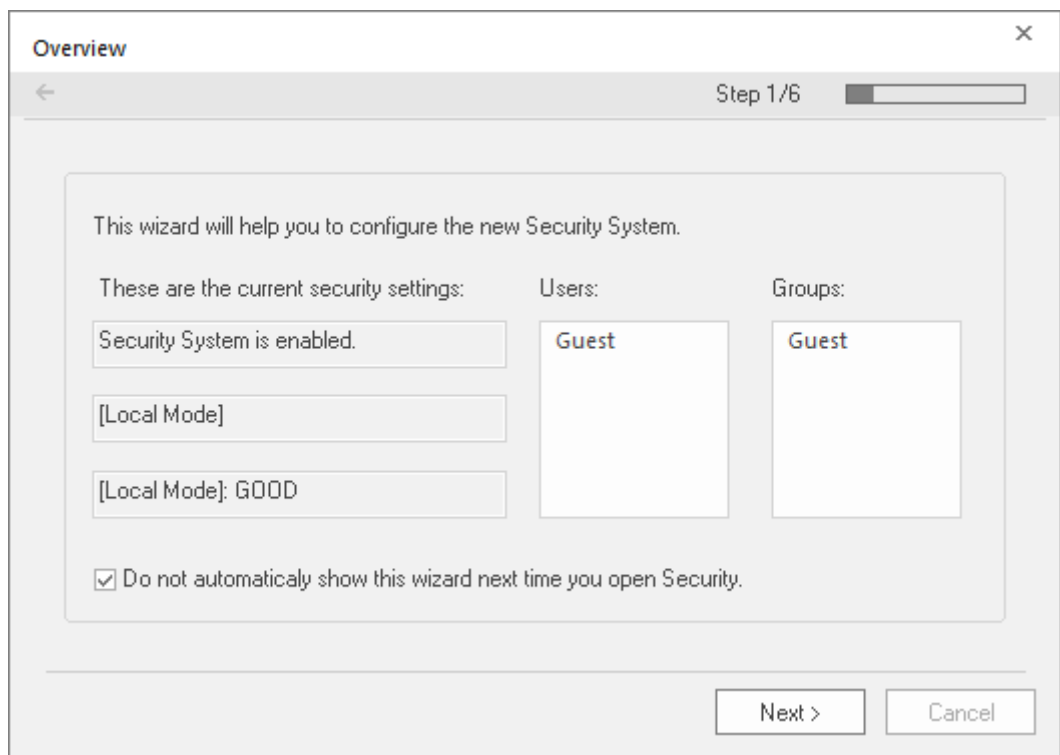 Overview
Step 1/6
This wizard will help you to configure the new Security System.
These are the current security settings:
Users:
Groups:
Security System is enabled.
Guest
Guest
[Local Mode]
[Local Mode]: GOOD
Do not automaticaly show this wizard next time you open Security.
Next >
Cancel